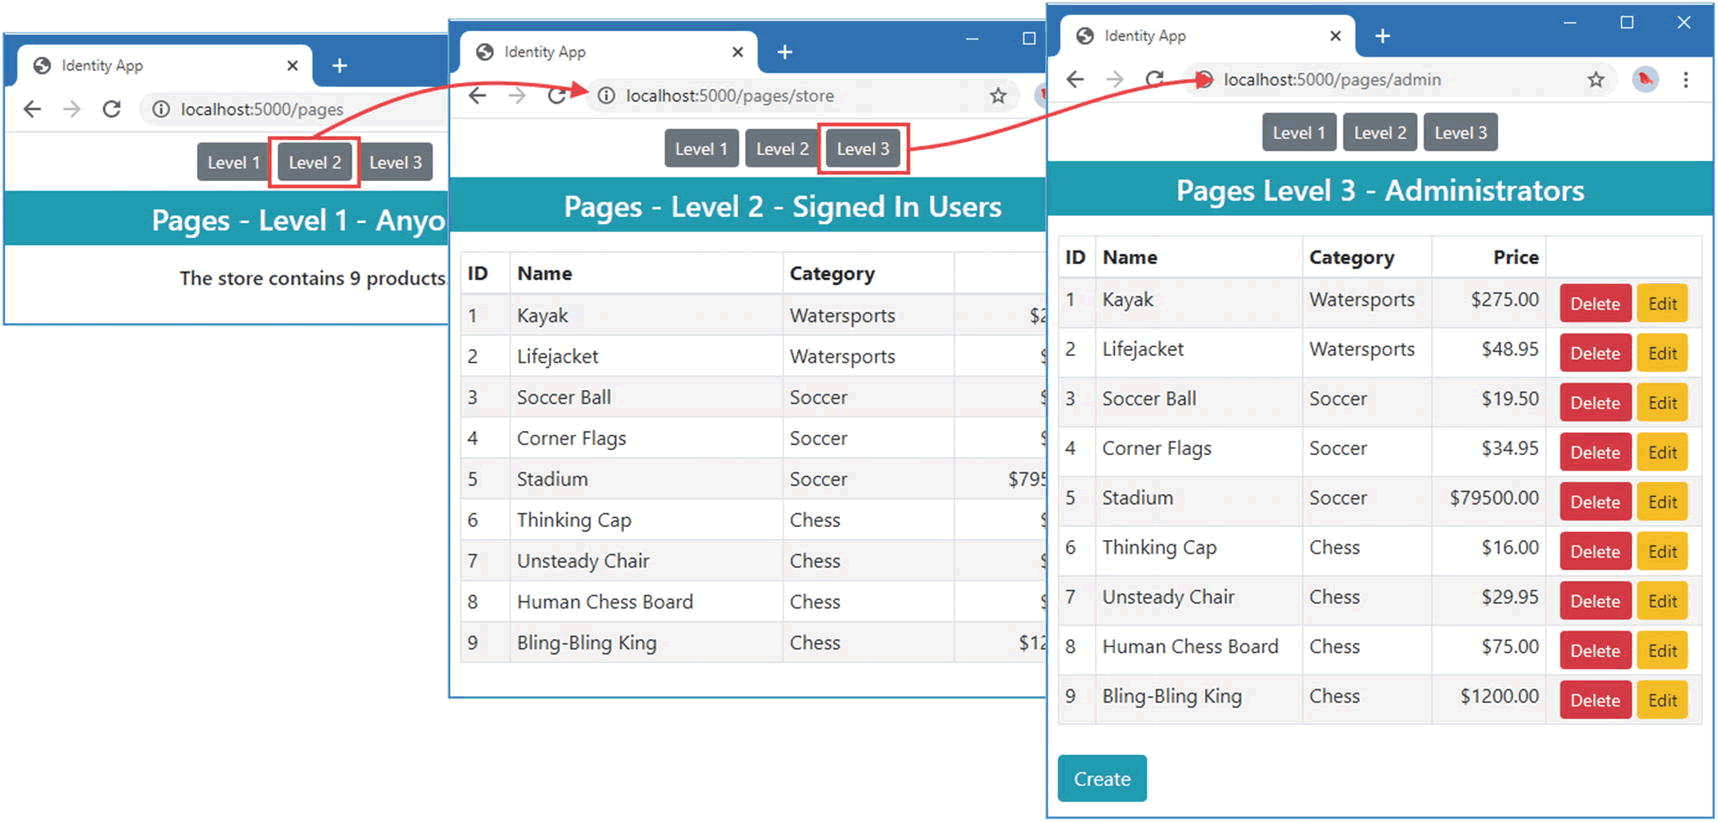 Identity App
localhost:5000/pages
Level 1 Level 2 Level 3
Pages - Level 1 - Anyo
The store contains 9 products.
Identity App
localhost:5000/pages/store
Level 1 Level 2 Level 3
Pages - Level 2 - Signed In Users
ID Name Category
1 Kayak Watersports $2
2 Lifejacket Watersports $
3 Soccer Ball Soccer $
4 Corner Flags Soccer $
5 Stadium Soccer $795
6 Thinking Cap Chess $
7 Unsteady Chair Chess $
8 Human Chess Board Chess $
9 Bling-Bling King Chess $12
Identity App
localhost:5000/pages/admin
Level 1 Level 2 Level 3
Pages Level 3 - Administrators
ID Name Category Price
1 Kayak Watersports $275.00 Delete Edit
2 Lifejacket Watersports $48.95 Delete Edit
3 Soccer Ball Soccer $19.50 Delete Edit
4 Corner Flags Soccer $34.95 Delete Edit
5 Stadium Soccer $79500.00 Delete Edit
6 Thinking Cap Chess $16.00 Delete Edit
7 Unsteady Chair Chess $29.95 Delete Edit
8 Human Chess Board Chess $75.00 Delete Edit
9 Bling-Bling King Chess $1200.00 Delete Edit
Create